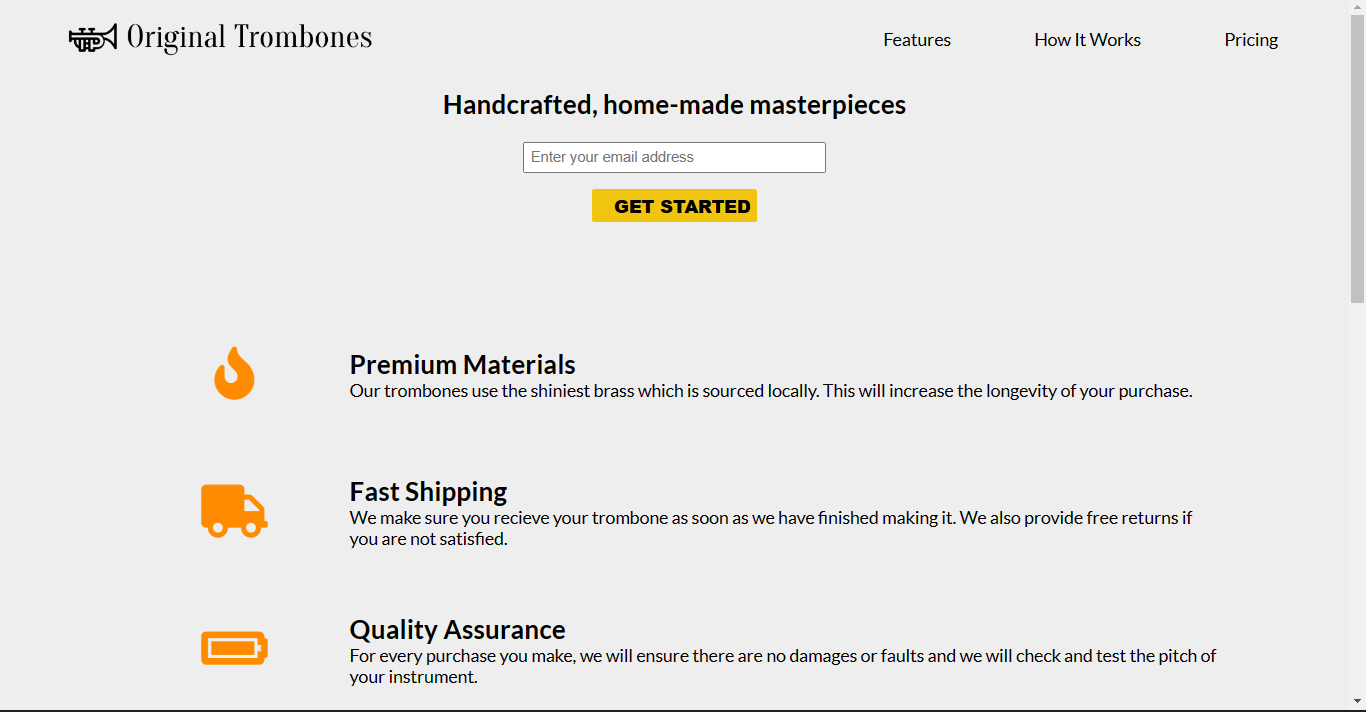 Original Trombones
Features
How It Works
Pricing
Handcrafted, home-made masterpieces
Enter your email address
GET STARTED
Premium Materials
Our trombones use the shiniest brass which is sourced locally. This will increase the longevity of your purchase.
Fast Shipping
We make sure you recieve your trombone as soon as we have finished making it. We also provide free returns if
you are not satisfied.
Quality Assurance
For every purchase you make, we will ensure there are no damages or faults and we will check and test the pitch of
your instrument.